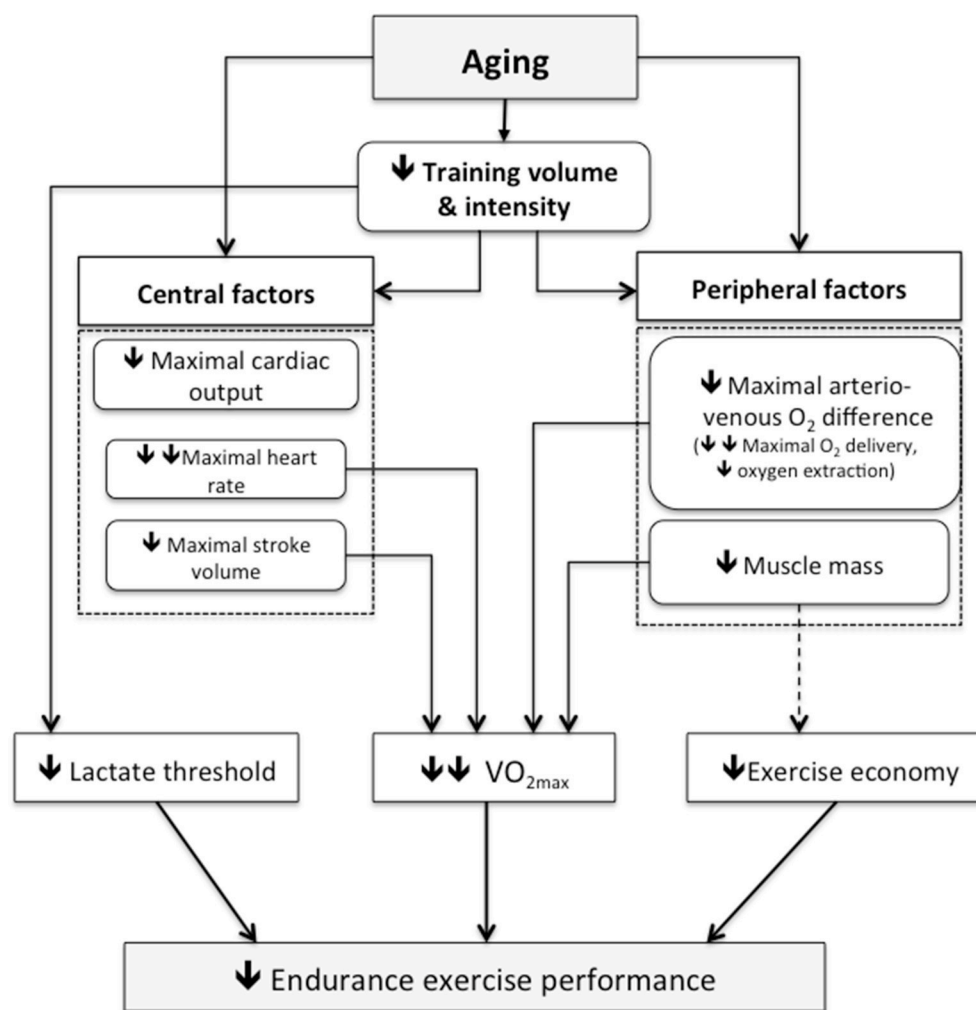 Aging
↓ Training volume
& intensity
Central factors
Peripheral factors
↓ Maximal cardiac
output
↓ ↓Maximal heart
rate
↓ Maximal stroke
volume
↓ Maximal arterio-
venous O₂ difference
(↓ ↓ Maximal O₂ delivery,
↓ oxygen extraction)
↓ Muscle mass
↓ Lactate threshold
↓↓ VO₂max
↓Exercise economy
↓ Endurance exercise performance